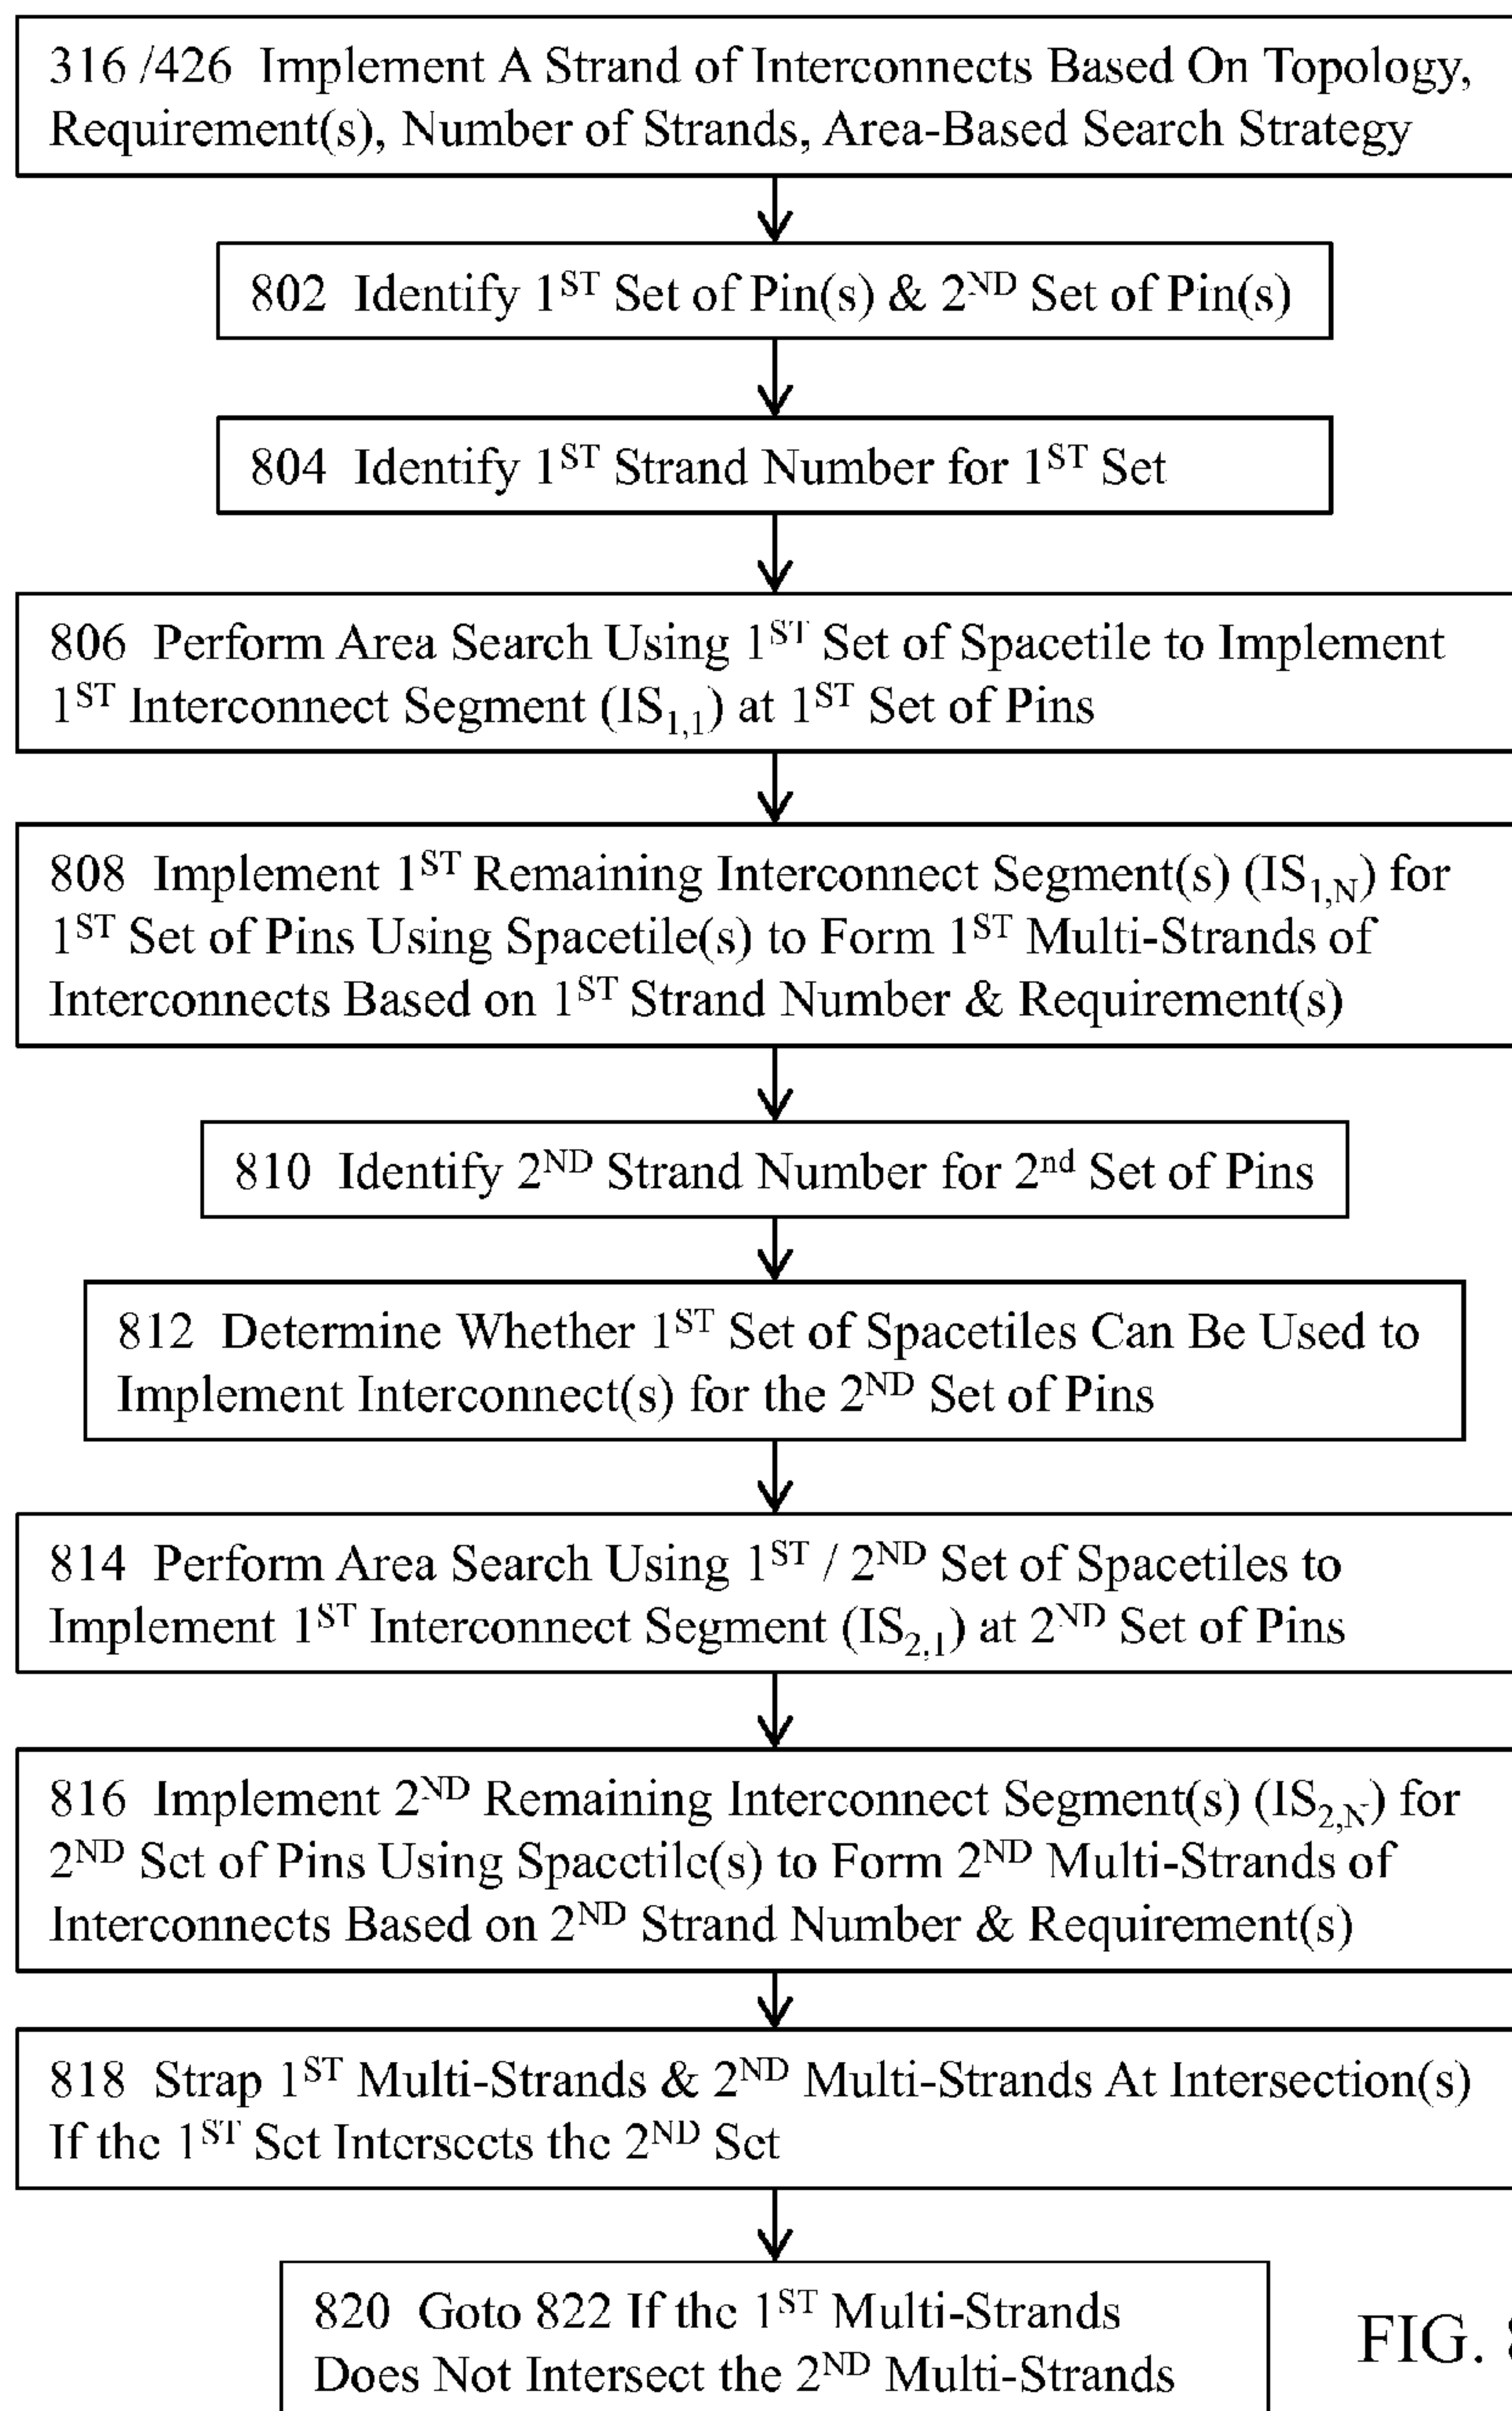 316 /426 Implement A Strand of Interconnects Based On Topology,
Requirement(s), Number of Strands, Area-Based Search Strategy
802 Identify 1ST Set of Pin(s) & 2ND Set of Pin(s)
804 Identify 1ST Strand Number for 1ST Set
806 Perform Area Search Using 1ST Set of Spacetile to Implement
1ST Interconnect Segment (IS1,1) at 1ST Set of Pins
808 Implement 1ST Remaining Interconnect Segment(s) (IS1,N) for
1ST Set of Pins Using Spacetile(s) to Form 1ST Multi-Strands of
Interconnects Based on 1ST Strand Number & Requirement(s)
810 Identify 2ND Strand Number for 2nd Set of Pins
812 Determine Whether 1ST Set of Spacetiles Can Be Used to
Implement Interconnect(s) for the 2ND Set of Pins
814 Perform Area Search Using 1ST / 2ND Set of Spacetiles to
Implement 1ST Interconnect Segment (IS2,1) at 2ND Set of Pins
816 Implement 2ND Remaining Interconnect Segment(s) (IS2,N) for
2ND Set of Pins Using Spacetile(s) to Form 2ND Multi-Strands of
Interconnects Based on 2ND Strand Number & Requirement(s)
818 Strap 1ST Multi-Strands & 2ND Multi-Strands At Intersection(s)
If the 1ST Set Intersects the 2ND Set
820 Goto 822 If the 1ST Multi-Strands
Does Not Intersect the 2ND Multi-Strands
FIG. 8